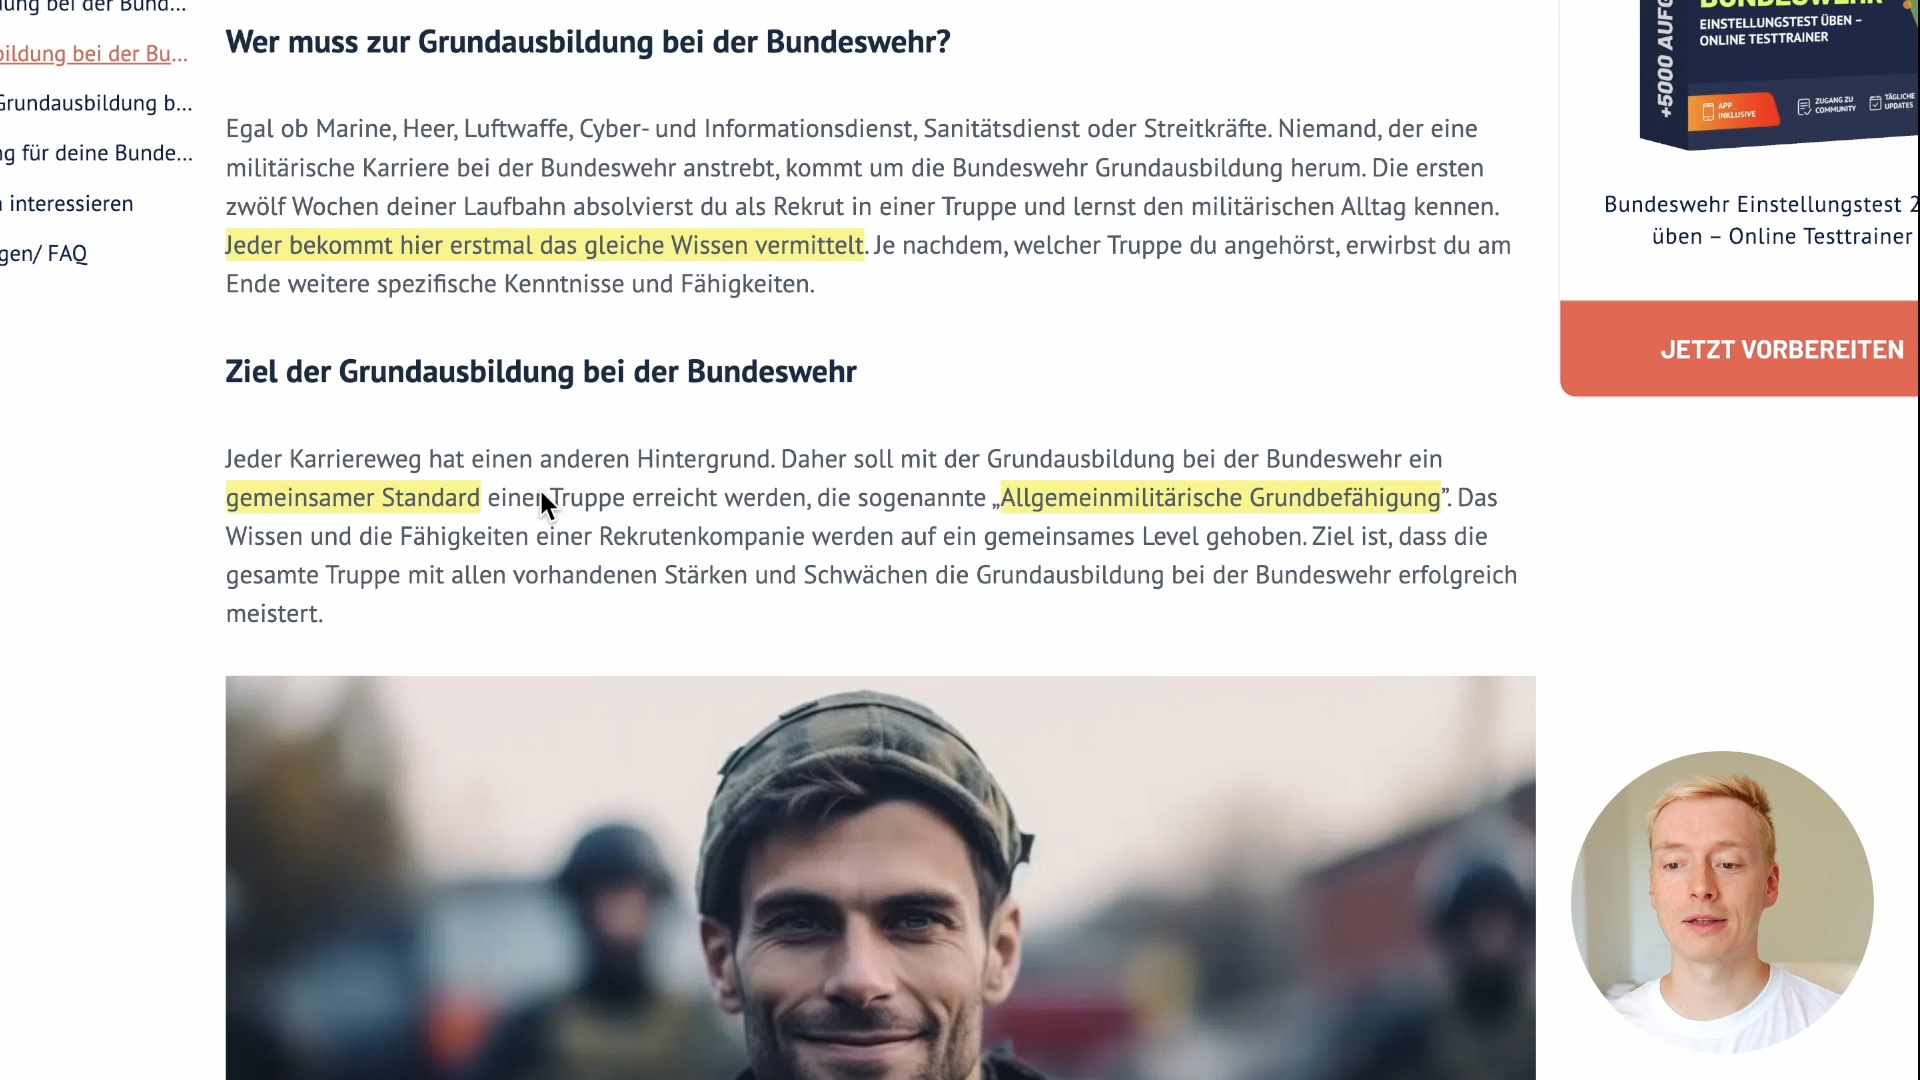 dung bei der Bund...
bildung bei der Bu...
Grundausbildung b...
ng für deine Bunde...
interessieren
gen/ FAQ
Wer muss zur Grundausbildung bei der Bundeswehr?
Egal ob Marine, Heer, Luftwaffe, Cyber- und Informationsdienst, Sanitätsdienst oder Streitkräfte. Niemand, der eine
militärische Karriere bei der Bundeswehr anstrebt, kommt um die Bundeswehr Grundausbildung herum. Die ersten
zwölf Wochen deiner Laufbahn absolvierst du als Rekrut in einer Truppe und lernst den militärischen Alltag kennen.
Jeder bekommt hier erstmal das gleiche Wissen vermittelt. Je nachdem, welcher Truppe du angehörst, erwirbst du am
Ende weitere spezifische Kenntnisse und Fähigkeiten.
Ziel der Grundausbildung bei der Bundeswehr
Jeder Karriereweg hat einen anderen Hintergrund. Daher soll mit der Grundausbildung bei der Bundeswehr ein
gemeinsamer Standard einer Truppe erreicht werden, die sogenannte „Allgemeinmilitärische Grundbefähigung”. Das
Wissen und die Fähigkeiten einer Rekrutenkompanie werden auf ein gemeinsames Level gehoben. Ziel ist, dass die
gesamte Truppe mit allen vorhandenen Stärken und Schwächen die Grundausbildung bei der Bundeswehr erfolgreich
meistert.
BUNDESWEHR
EINSTELLUNGSTEST ÜBEN –
ONLINE TESTTRAINER
+5000 AUFG
APP
INKLUSIVE
ZUGANG ZU
COMMUNITY
TÄGLICHE
UPDATES
Bundeswehr Einstellungstest 2
üben – Online Testtrainer
JETZT VORBEREITEN